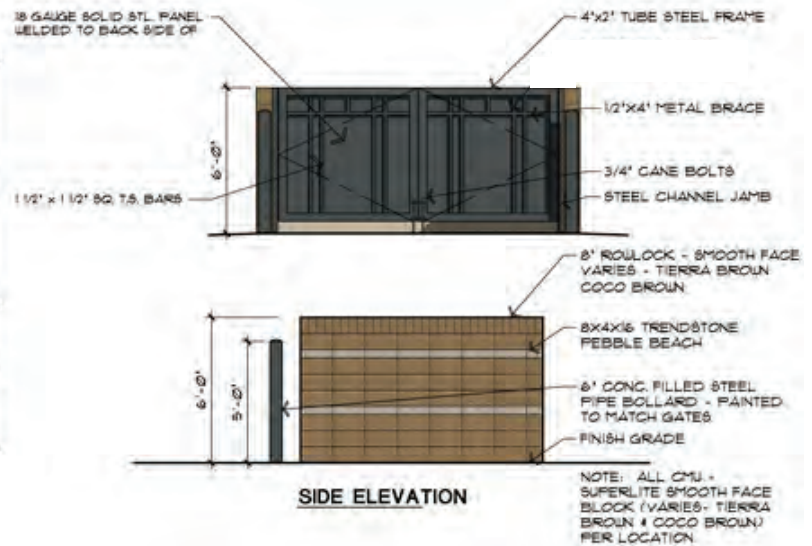 18 GAUGE SOLID STL. PANEL
WELDED TO BACK SIDE OF
4"x2" TUBE STEEL FRAME
1/2"X4" METAL BRACE
6'-0"
3/4" CANE BOLTS
1 1/2" x 1 1/2" SQ. T.S. BARS
STEEL CHANNEL JAMB
8" ROWLOCK - SMOOTH FACE
VARIES - TIERRA BROWN
COCO BROWN
8X4X16 TRENDSTONE
PEBBLE BEACH
6'-0"
5'-0"
6" CONC. FILLED STEEL
PIPE BOLLARD - PAINTED
TO MATCH GATES
FINISH GRADE
SIDE ELEVATION
NOTE: ALL CMU -
SUPERLITE SMOOTH FACE
BLOCK (VARIES- TIERRA
BROWN & COCO BROWN)
PER LOCATION